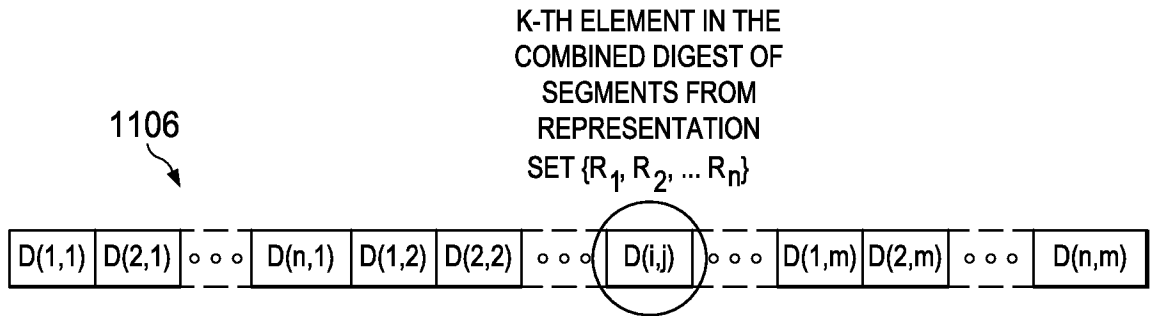 K-TH ELEMENT IN THE
COMBINED DIGEST OF
SEGMENTS FROM
REPRESENTATION
SET {R1, R2, ... Rn}
1106
D(1,1) D(2,1) ∘ ∘ ∘ D(n,1) D(1,2) D(2,2) ∘ ∘ ∘ D(i,j) ∘ ∘ ∘ D(1,m) D(2,m) ∘ ∘ ∘ D(n,m)